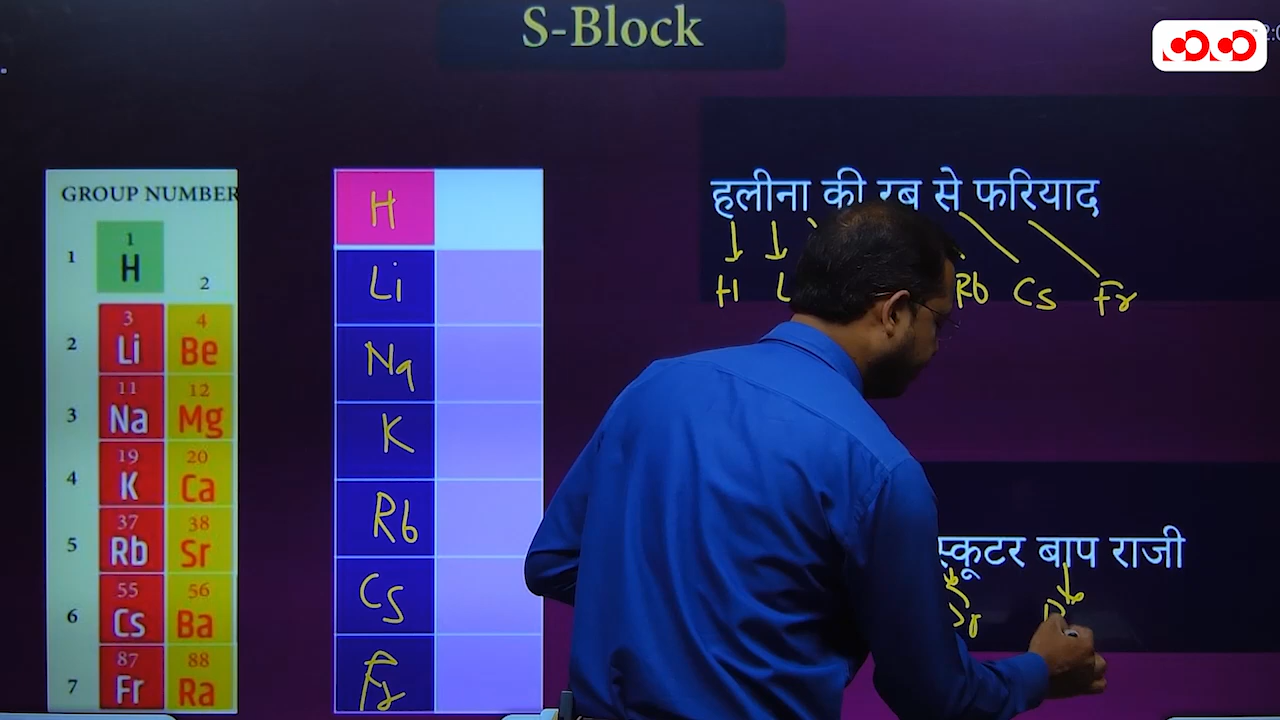 S-Block
GROUP NUMBER
1
1
H
2
2
3
Li
4
Be
3
11
Na
12
Mg
4
19
K
20
Ca
5
37
Rb
38
Sr
6
55
Cs
56
Ba
7
87
Fr
88
Ra
H
Li
Na
K
Rb
Cs
Fr
हलीना की रब से फरियाद
H L Rb Cs Fr
स्कूटर बाप राजी